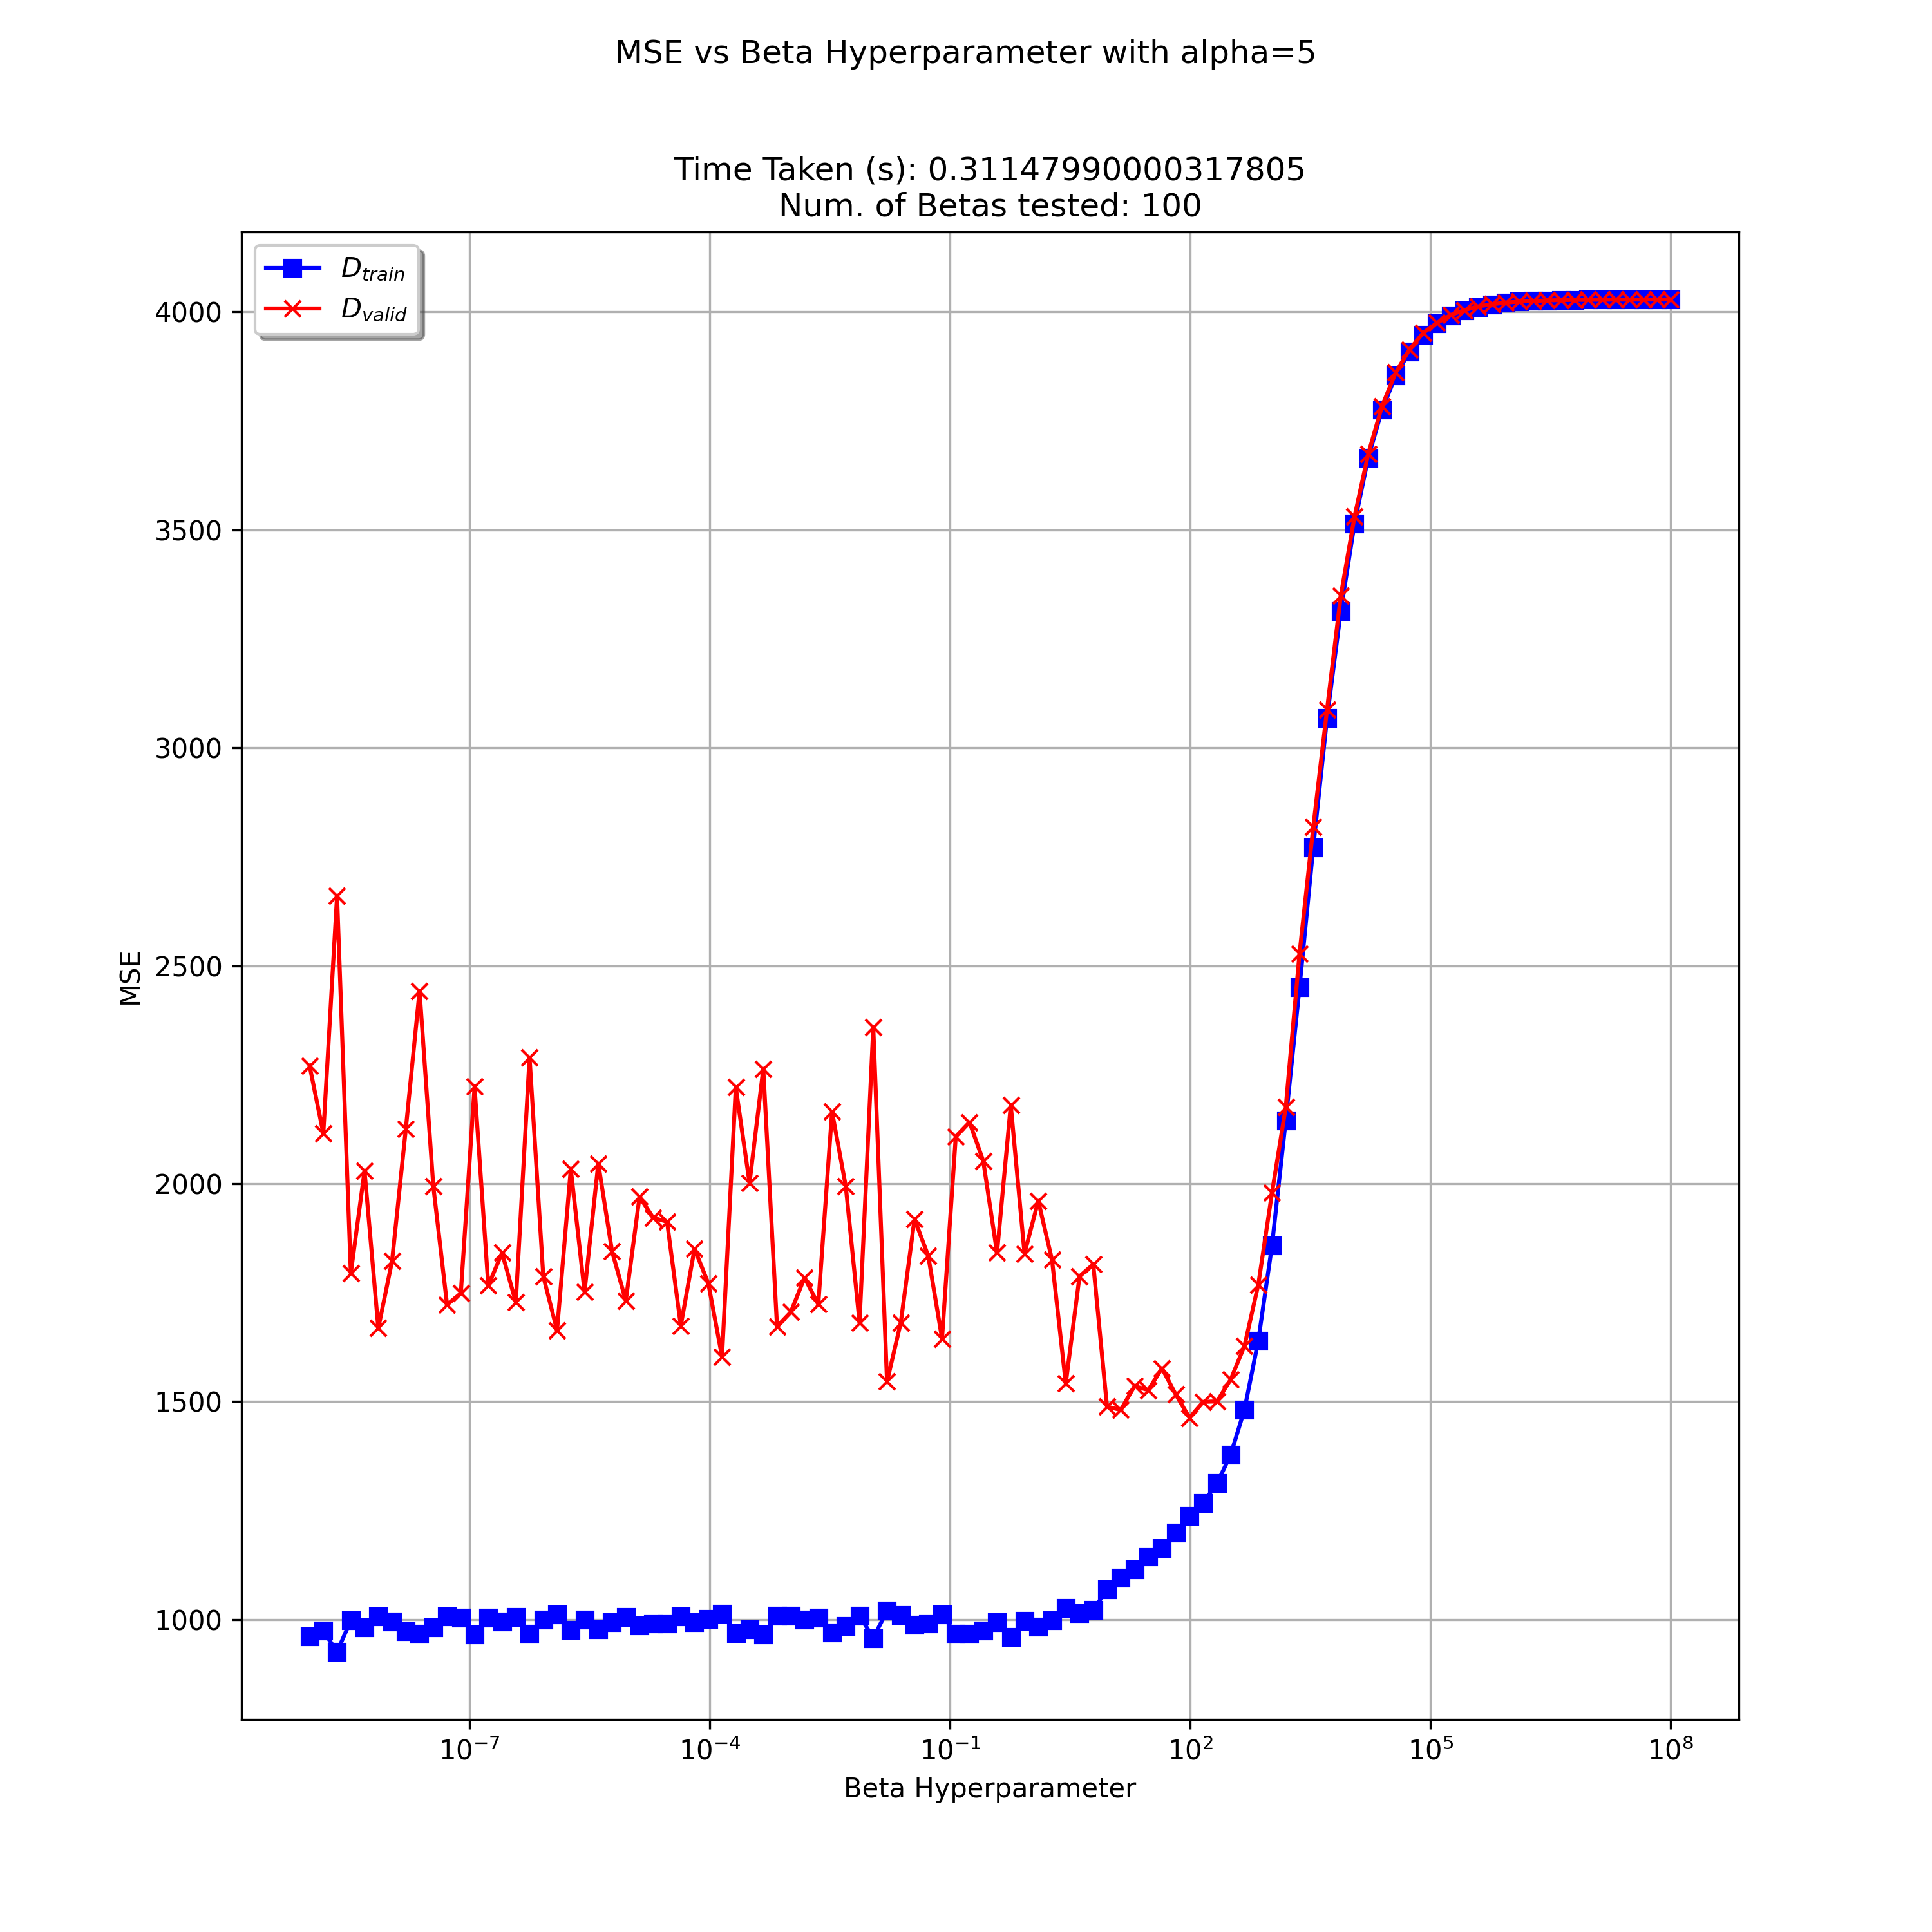 MSE vs Beta Hyperparameter with alpha=5
Time Taken (s): 0.31147990000317805
Num. of Betas tested: 100
D_train
D_valid
4000
3500
3000
2500
2000
1500
1000
MSE
10^-7
10^-4
10^-1
10^2
10^5
10^8
Beta Hyperparameter